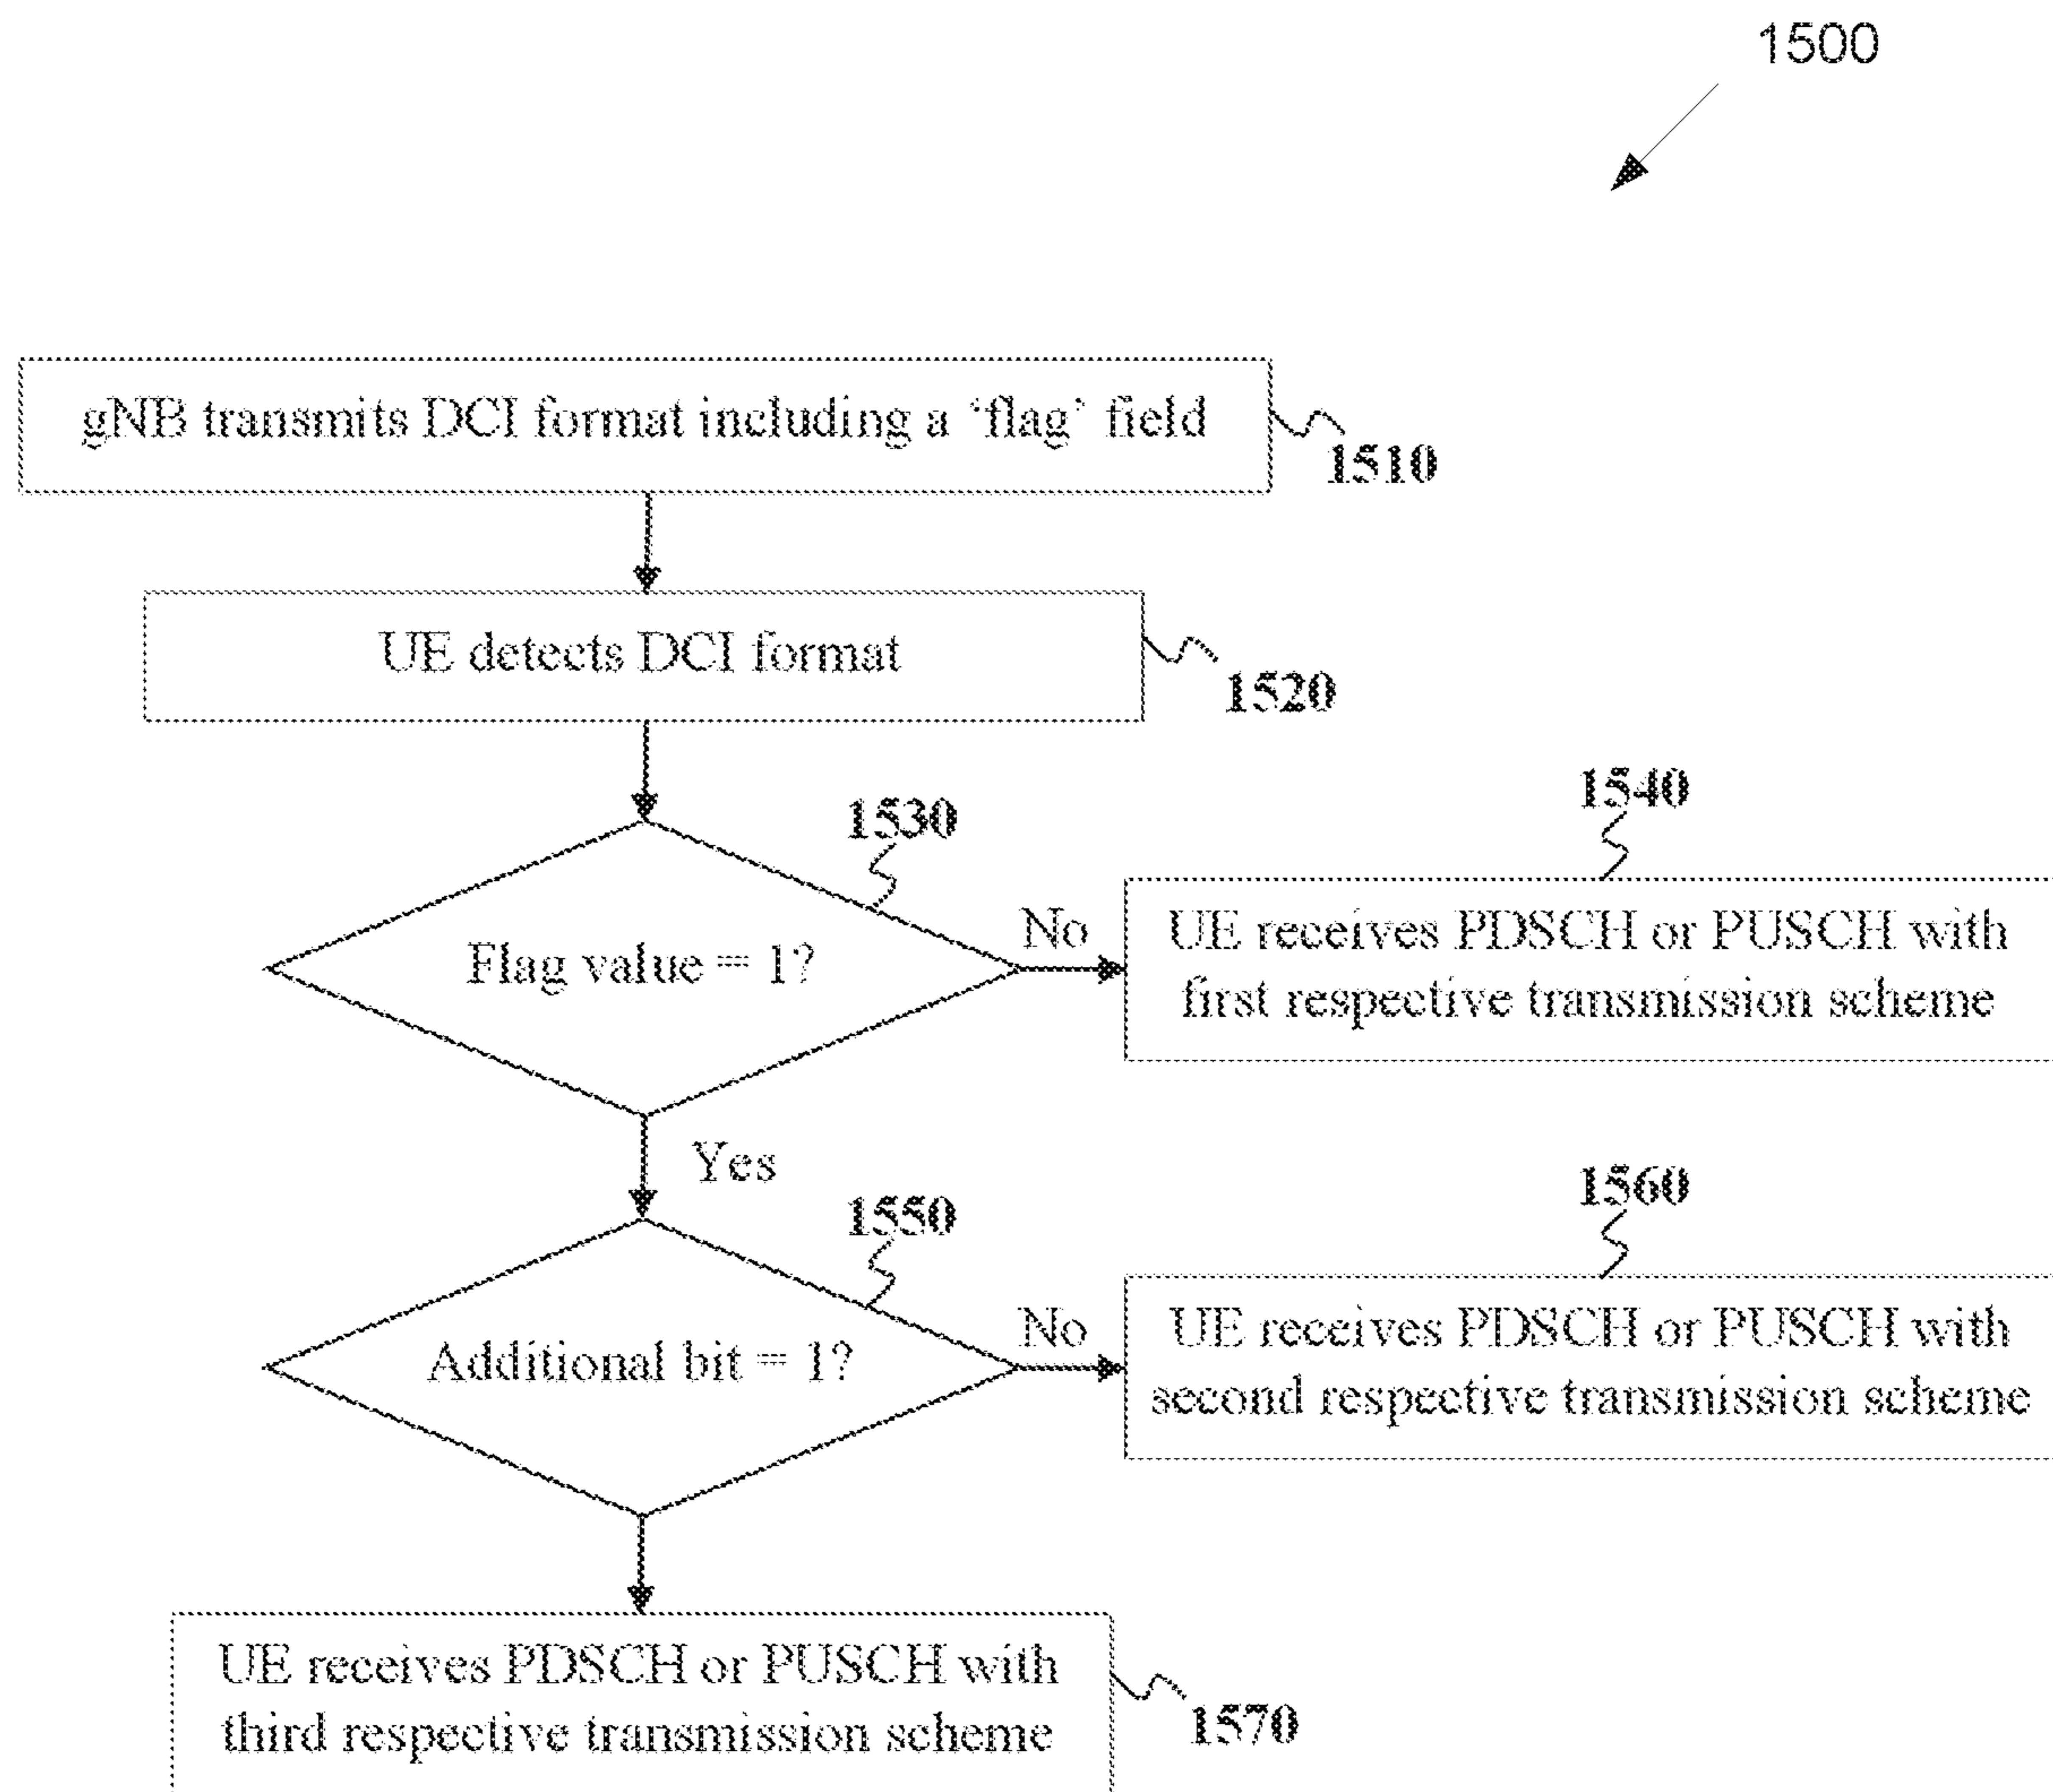 1500
gNB transmits DCI format including a ‘flag’ field
1510
UE detects DCI format
1520
1530
Flag value = 1?
No
1540
UE receives PDSCH or PUSCH with
first respective transmission scheme
Yes
1550
Additional bit = 1?
No
1560
UE receives PDSCH or PUSCH with
second respective transmission scheme
UE receives PDSCH or PUSCH with
third respective transmission scheme
1570